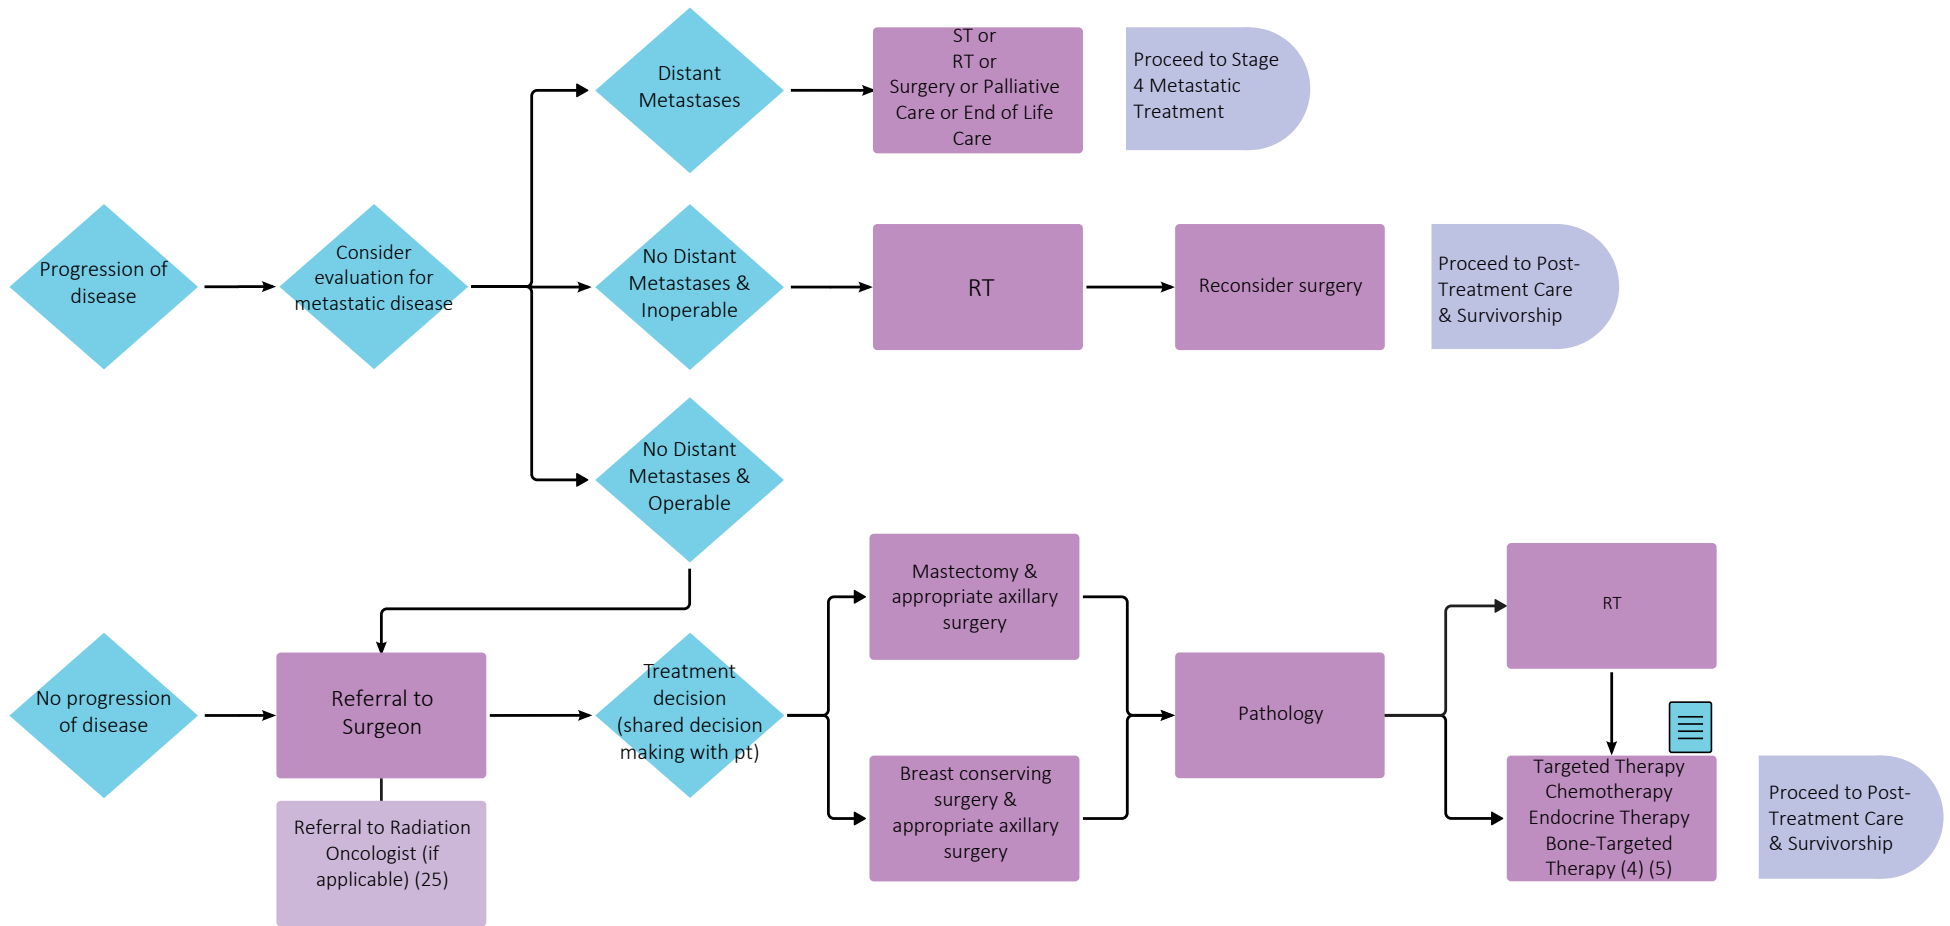 Distant
Metastases
ST or
RT or
Surgery or Palliative
Care or End of Life
Care
Proceed to Stage
4 Metastatic
Treatment
Progression of
disease
Consider
evaluation for
metastatic disease
No Distant
Metastases &
Inoperable
RT
Reconsider surgery
Proceed to Post-
Treatment Care
& Survivorship
No Distant
Metastases &
Operable
No progression
of disease
Referral to
Surgeon
Referral to Radiation
Oncologist (if
applicable) (25)
Treatment
decision
(shared decision
making with pt)
Mastectomy &
appropriate axillary
surgery
Breast conserving
surgery &
appropriate axillary
surgery
Pathology
RT
Targeted Therapy
Chemotherapy
Endocrine Therapy
Bone-Targeted
Therapy (4) (5)
Proceed to Post-
Treatment Care
& Survivorship